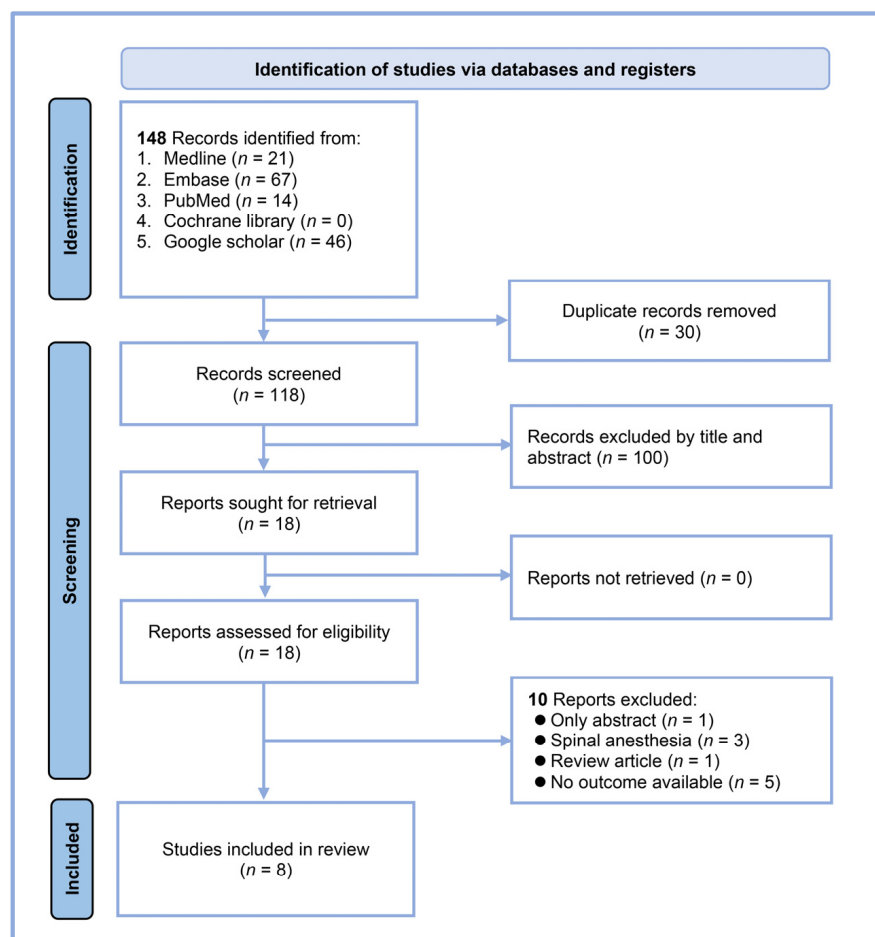 Identification of studies via databases and registers
Identification
148 Records identified from:
1. Medline (n = 21)
2. Embase (n = 67)
3. PubMed (n = 14)
4. Cochrane library (n = 0)
5. Google scholar (n = 46)
Duplicate records removed
(n = 30)
Screening
Records screened
(n = 118)
Records excluded by title and
abstract (n = 100)
Reports sought for retrieval
(n = 18)
Reports not retrieved (n = 0)
Reports assessed for eligibility
(n = 18)
10 Reports excluded:
● Only abstract (n = 1)
● Spinal anesthesia (n = 3)
● Review article (n = 1)
● No outcome available (n = 5)
Included
Studies included in review
(n = 8)